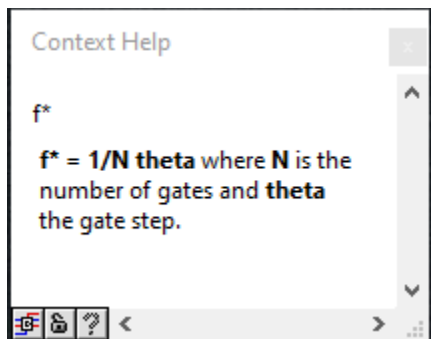 Context Help
f*
f* = 1/N theta where N is the
number of gates and theta
the gate step.